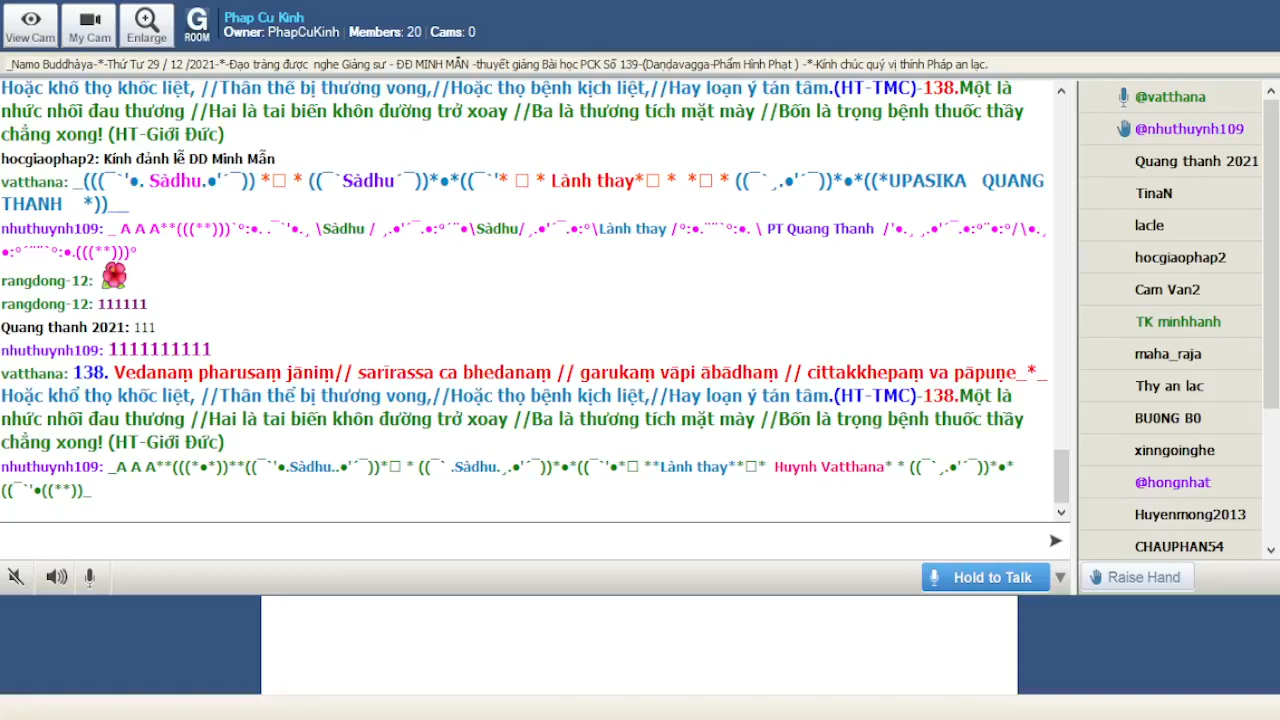 View Cam
My Cam
Enlarge
G
ROOM
Phap Cu Kinh
Owner: PhapCuKinh | Members: 20 | Cams: 0
_Namo Buddhàya-*-Thứ Tư 29 / 12 /2021-*-Đạo tràng được nghe Giảng sư - ĐĐ MINH MẪN -thuyết giảng Bài học PCK Số 139-(Daṇḍavagga-Phẩm Hình Phạt ) -*-Kính chúc quý vị thính Pháp an lạc.
Hoặc khổ thọ khốc liệt, //Thân thể bị thương vong,//Hoặc thọ bệnh kịch liệt,//Hay loạn ý tán tâm.(HT-TMC)-138.Một là
nhức nhối đau thương //Hai là tai biến khôn đường trở xoay //Ba là thương tích mặt mày //Bốn là trọng bệnh thuốc thầy
chẳng xong! (HT-Giới Đức)
hocgiaophap2: Kính đảnh lễ DD Minh Mẫn
vatthana: _(((¯`'●. Sàdhu.●'´¯)) *□ * ((¯`Sàdhu´¯))*●*((¯`'* □ * Lành thay*□ * *□ * ((¯`¸.●'´¯))*●*((*UPASIKA QUANG
THANH *))__
nhuthuynh109: _ A A A**(((**)))`º:●. .¯`'●.¸ \Sàdhu / ¸.●'´¯.●:º´¨●\Sàdhu/¸.●'´¯.●:º\Lành thay /º:●.¨¨`º:●. \ PT Quang Thanh /'●.¸ ¸.●'´¯.●:º¨●:º/\●.¸
●:º´¨¨`º:●.(((**)))º
rangdong-12:
rangdong-12: 111111
Quang thanh 2021: 111
nhuthuynh109: 1111111111
vatthana: 138. Vedanaṃ pharusaṃ jāniṃ// sarīrassa ca bhedanaṃ // garukaṃ vāpi ābādhaṃ // cittakkhepaṃ va pāpuṇe_*_
Hoặc khổ thọ khốc liệt, //Thân thể bị thương vong,//Hoặc thọ bệnh kịch liệt,//Hay loạn ý tán tâm.(HT-TMC)-138.Một là
nhức nhối đau thương //Hai là tai biến khôn đường trở xoay //Ba là thương tích mặt mày //Bốn là trọng bệnh thuốc thầy
chẳng xong! (HT-Giới Đức)
nhuthuynh109: _A A A**(((*●*))**((¯`'●.Sàdhu..●'´¯))*□ * ((¯` .Sàdhu.¸.●'´¯))*●*((¯`'●*□ **Lành thay**□* Huynh Vatthana* * ((¯`¸.●'´¯))*●*
((¯`'●((**))_
Hold to Talk
@vatthana
@nhuthuynh109
Quang thanh 2021
TinaN
lacle
hocgiaophap2
Cam Van2
TK minhhanh
maha_raja
Thy an lac
BU0NG B0
xinngoinghe
@hongnhat
Huyenmong2013
CHAUPHAN54
Raise Hand